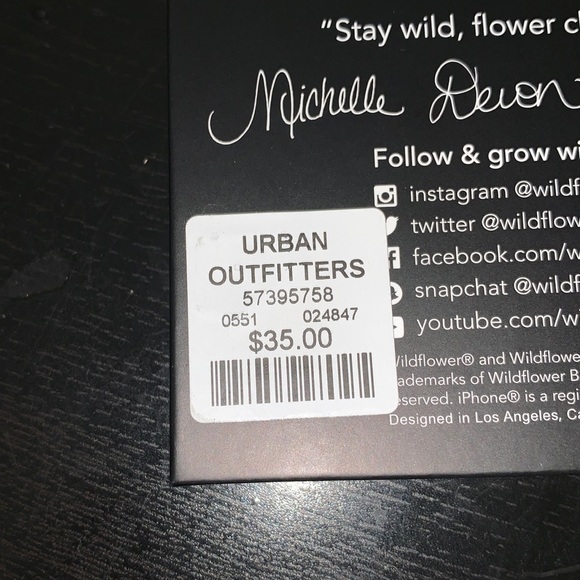 “Stay wild, flower c
Michelle Devon
Follow & grow wi
instagram @wildf
twitter @wildflow
facebook.com/w
snapchat @wildf
youtube.com/wi
URBAN
OUTFITTERS
57395758
0551 024847
$35.00
Wildflower® and Wildflowe
ademarks of Wildflower B
eserved. iPhone® is a regi
Designed in Los Angeles, Ca